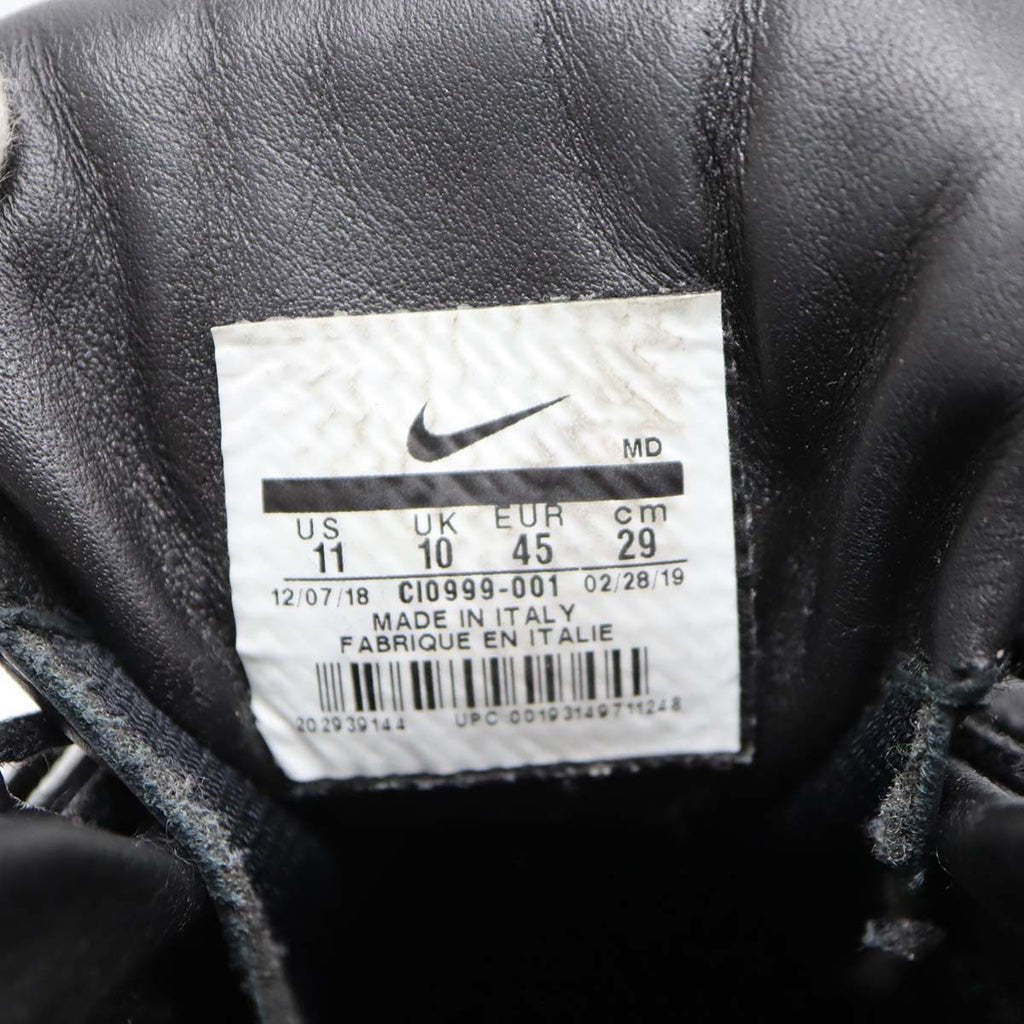 MD
US UK EUR cm
11 10 45 29
12/07/18 CI0999-001 02/28/19
MADE IN ITALY
FABRIQUE EN ITALIE
202939144 UPC 00193149711248